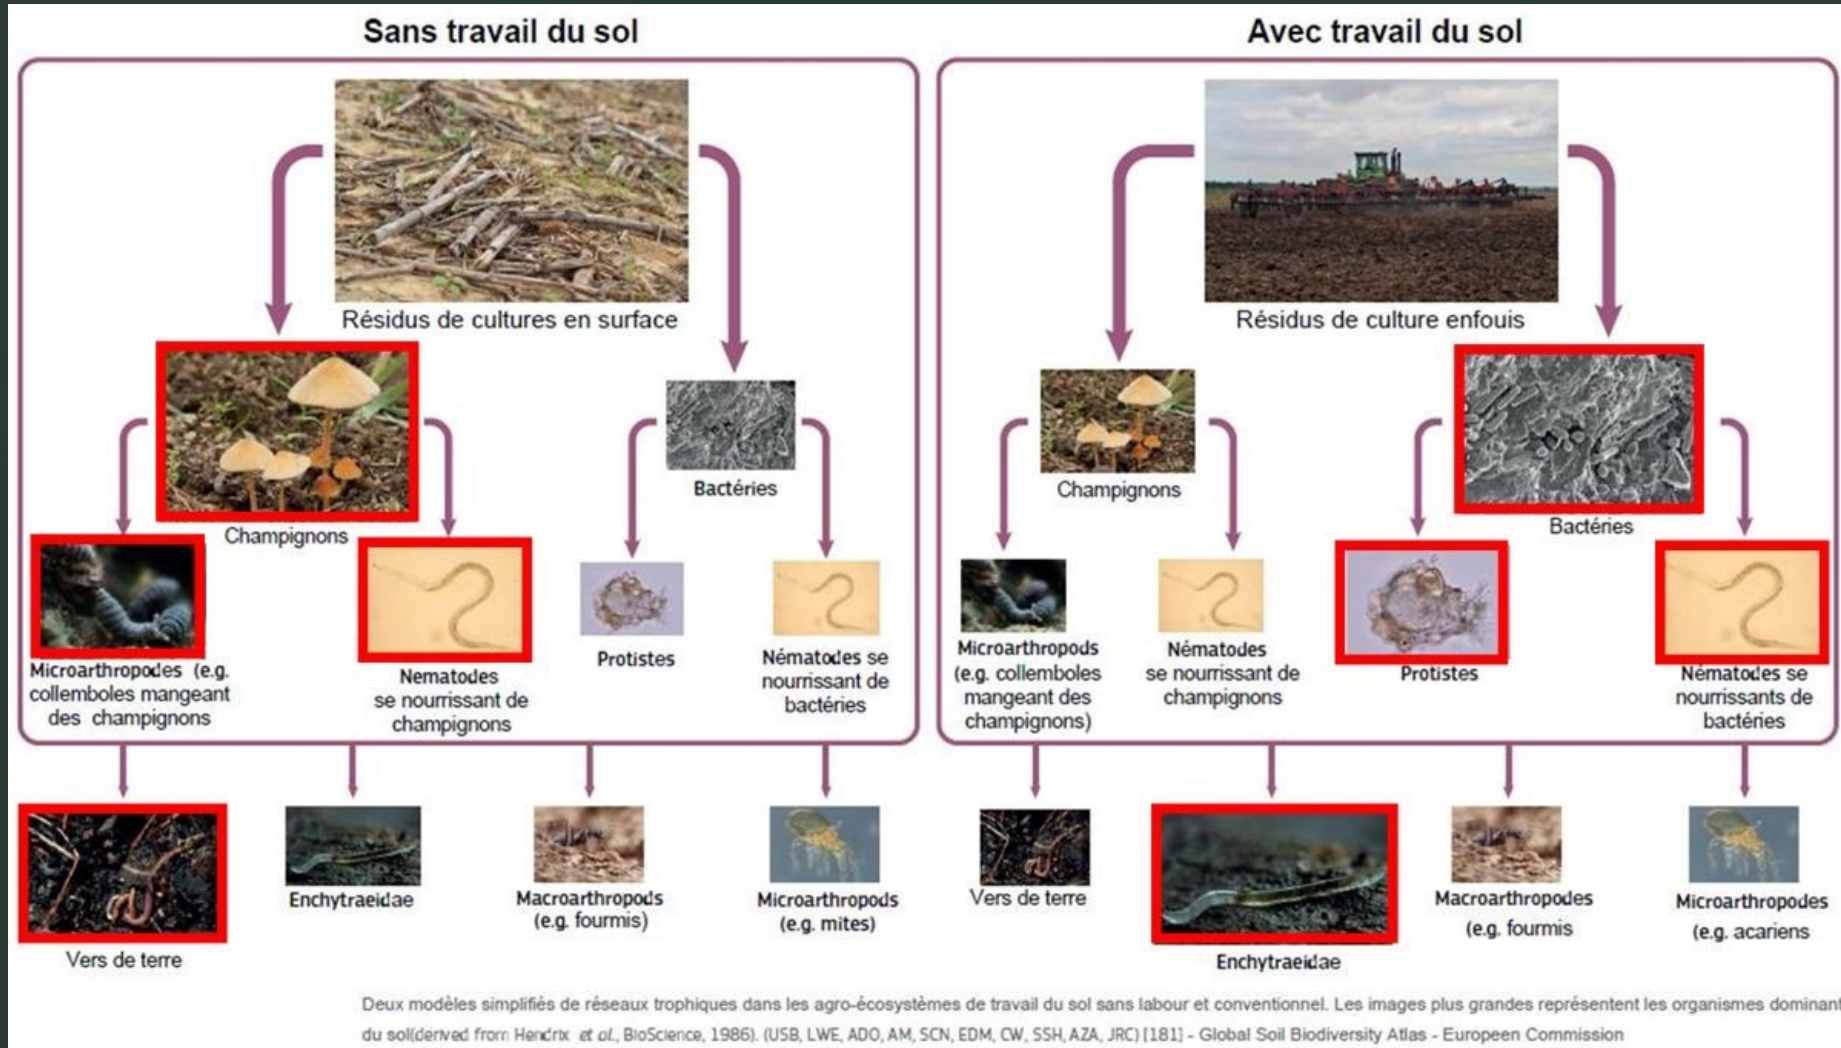 Sans travail du sol
Résidus de cultures en surface
Champignons
Bactéries
Microarthropodes (e.g.
collemboles mangeant
des champignons
Nematodes
se nourrissant de
champignons
Protistes
Nématodes se
nourrissant de
bactéries
Vers de terre
Enchytraeidae
Macroarthropods
(e.g. fourmis)
Microarthropods
(e.g. mites)
Avec travail du sol
Résidus de culture enfouis
Champignons
Bactéries
Microarthropods
(e.g. collemboles
mangeant des
champignons)
Nématodes
se nourrissant de
champignons
Protistes
Nématodes se
nourrissants de
bactéries
Vers de terre
Enchytraeidae
Macroarthropodes
(e.g. fourmis
Microarthropodes
(e.g. acariens
Deux modèles simplifiés de réseaux trophiques dans les agro-écosystèmes de travail du sol sans labour et conventionnel. Les images plus grandes représentent les organismes dominant
du sol(derived from Hendrix et al., BioScience, 1986). (USB, LWE, ADO, AM, SCN, EDM, CW, SSH, AZA, JRC) [181] - Global Soil Biodiversity Atlas - Europeen Commission